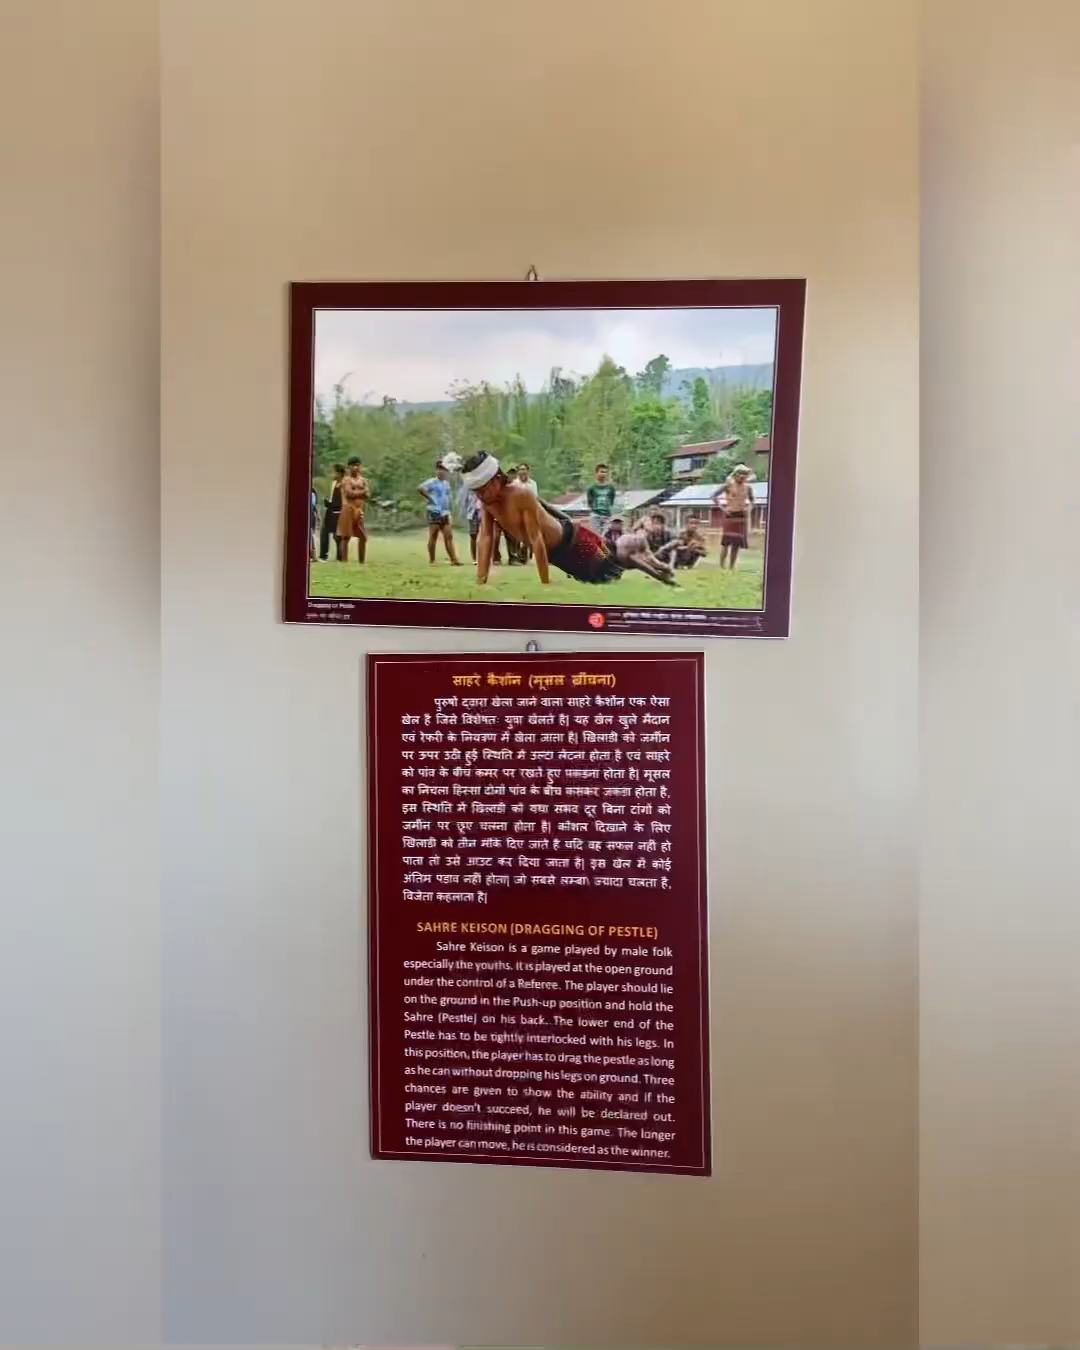 Dragging of Pestle
साहरे कैशॉन (मूसल खींचना)
पुरुषों द्वारा खेला जाने वाला साहरे कैशॉन एक ऐसा
खेल है जिसे विशेषतः युवा खेलते है| यह खेल खुले मैदान
एवं रेफरी के नियंत्रण में खेला जाता है| खिलाडी को जमीन
पर ऊपर उठी हुई स्थिति में उल्टा लेटना होता है एवं साहरे
को पांव के बीच कमर पर रखते हुए पकडना होता है| मूसल
का निचला हिस्सा दोनों पांव के बीच कसकर जकडा होता है,
इस स्थिति में खिलाडी को यथा संभव दूर बिना टांगों को
जमीन पर छूए चलना होता है| कौशल दिखाने के लिए
खिलाडी को तीन मौके दिए जाते है यदि वह सफल नही हो
पाता तो उसे आउट कर दिया जाता है| इस खेल में कोई
अंतिम पडाव नहीं होता| जो सबसे लम्बा\ ज्यादा चलता है,
विजेता कहलाता है|
SAHRE KEISON (DRAGGING OF PESTLE)
Sahre Keison is a game played by male folk
especially the youths. It is played at the open ground
under the control of a Referee. The player should lie
on the ground in the Push-up position and hold the
Sahre (Pestle) on his back. The lower end of the
Pestle has to be tightly interlocked with his legs. In
this position, the player has to drag the pestle as long
as he can without dropping his legs on ground. Three
chances are given to show the ability and if the
player doesn't succeed, he will be declared out.
There is no finishing point in this game. The longer
the player can move, he is considered as the winner.